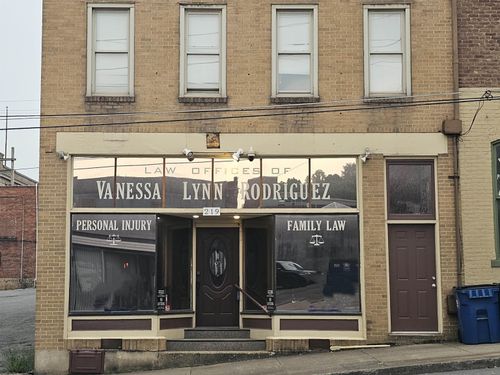 LAW OFFICES OF
VANESSA LYNN RODRIGUEZ
219
PERSONAL INJURY
FAMILY LAW